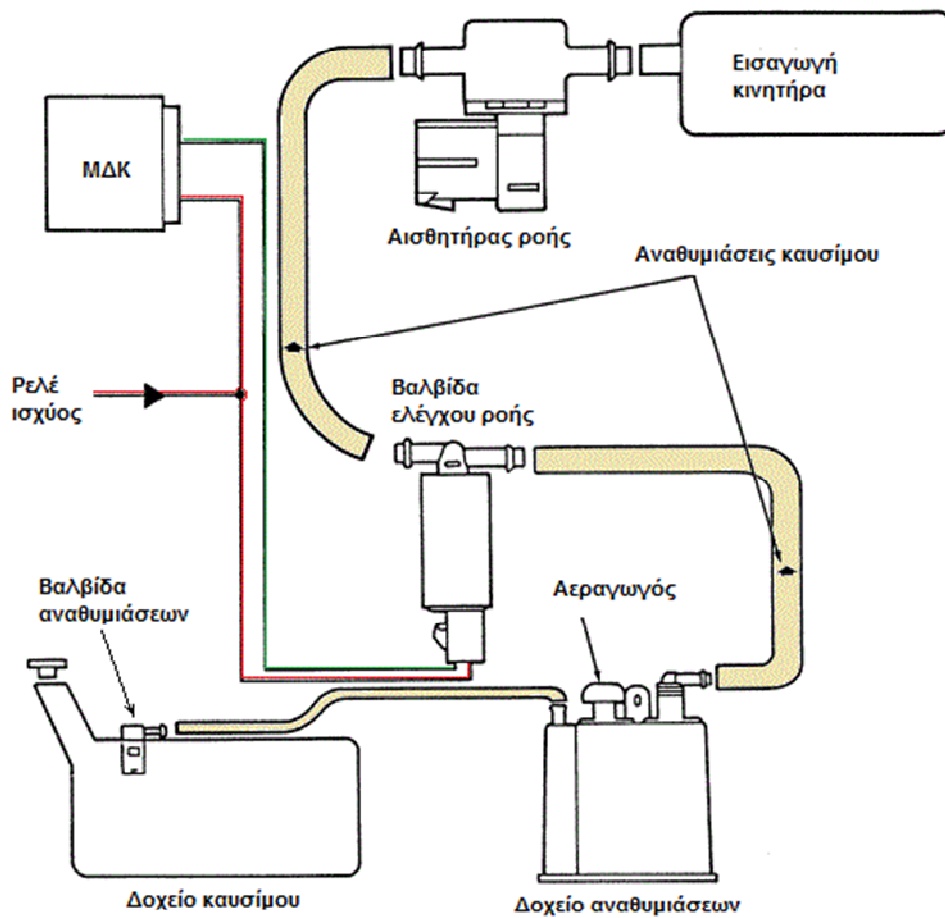 Εισαγωγή
κινητήρα
ΜΔΚ
Αισθητήρας ροής
Αναθυμιάσεις καυσίμου
Ρελέ
ισχύος
Βαλβίδα
ελέγχου ροής
Βαλβίδα
αναθυμιάσεων
Αεραγωγός
Δοχείο καυσίμου
Δοχείο αναθυμιάσεων